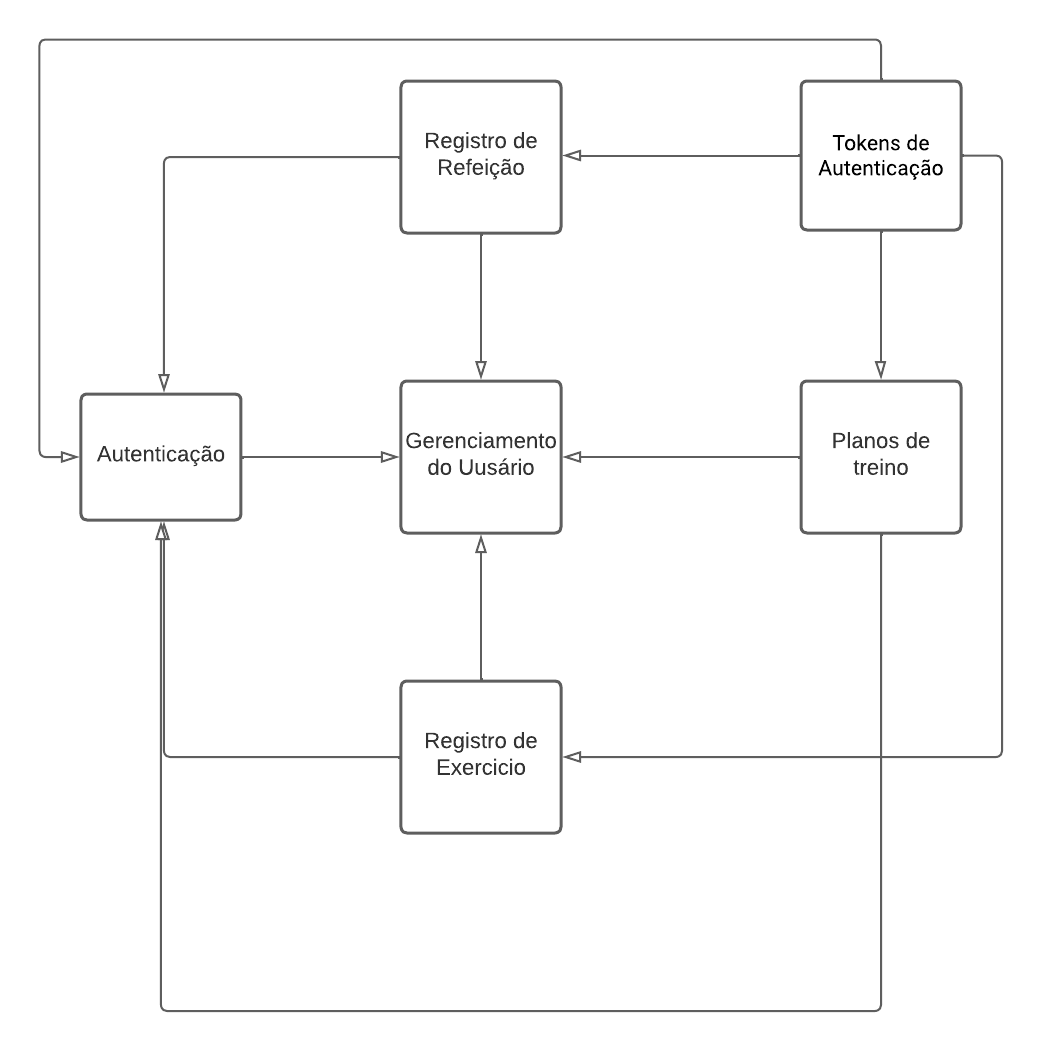 Registro de
Refeição
Tokens de
Autenticação
Autenticação
Gerenciamento
do Uusário
Planos de
treino
Registro de
Exercicio